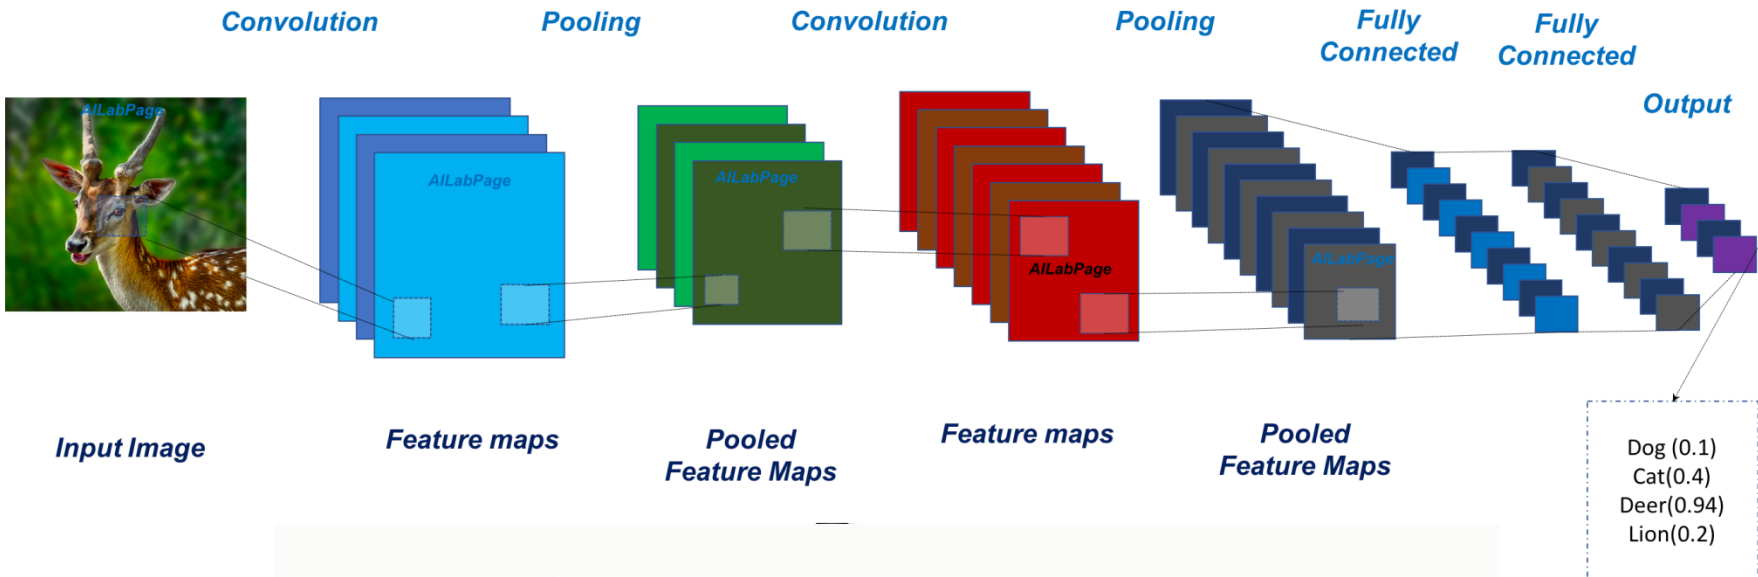 Convolution
Pooling
Convolution
Pooling
Fully
Connected
Fully
Connected
Output
AILabPage
AILabPage
AILabPage
AILabPage
AILabPage
Input Image
Feature maps
Pooled
Feature Maps
Feature maps
Pooled
Feature Maps
Dog (0.1)
Cat(0.4)
Deer(0.94)
Lion(0.2)